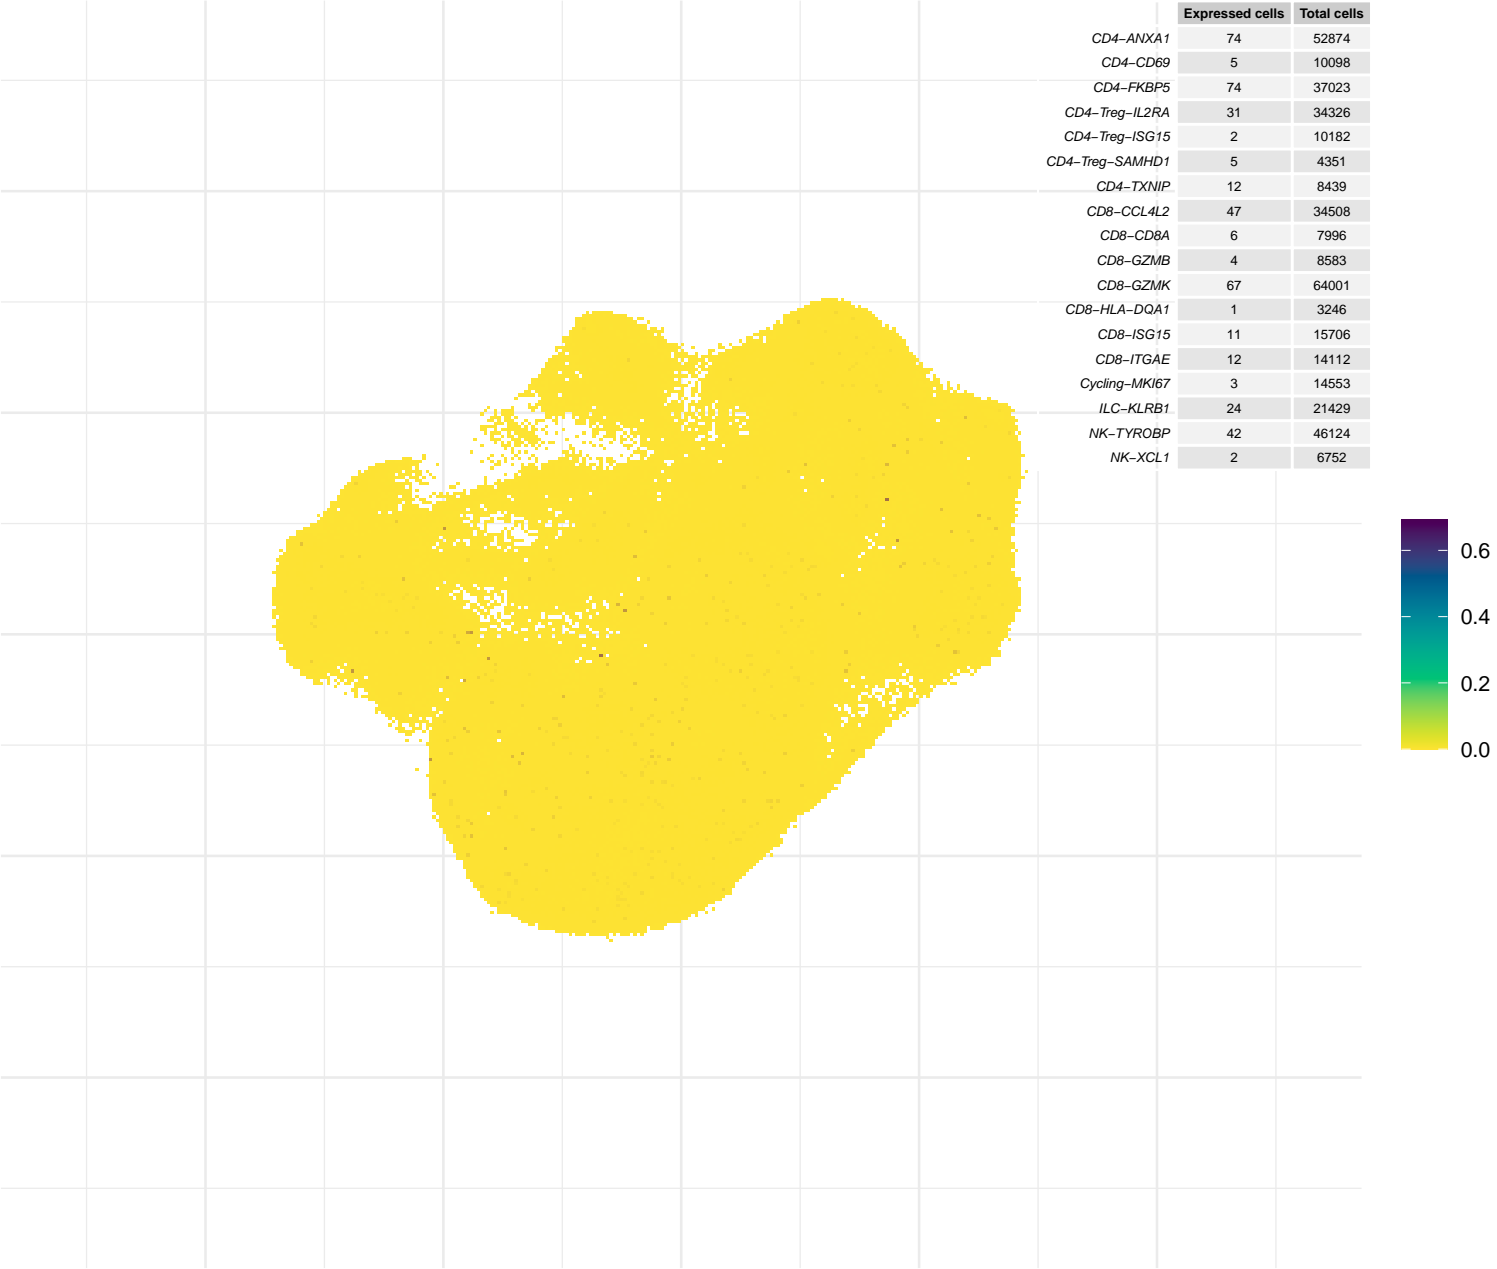 Expressed cells Total cells
CD4−ANXA1 74 52874
CD4−CD69 5 10098
CD4−FKBP5 74 37023
CD4−Treg−IL2RA 31 34326
CD4−Treg−ISG15 2 10182
CD4−Treg−SAMHD1 5 4351
CD4−TXNIP 12 8439
CD8−CCL4L2 47 34508
CD8−CD8A 6 7996
CD8−GZMB 4 8583
CD8−GZMK 67 64001
CD8−HLA−DQA1 1 3246
CD8−ISG15 11 15706
CD8−ITGAE 12 14112
Cycling−MKI67 3 14553
ILC−KLRB1 24 21429
NK−TYROBP 42 46124
NK−XCL1 2 6752
0.6
0.4
0.2
0.0